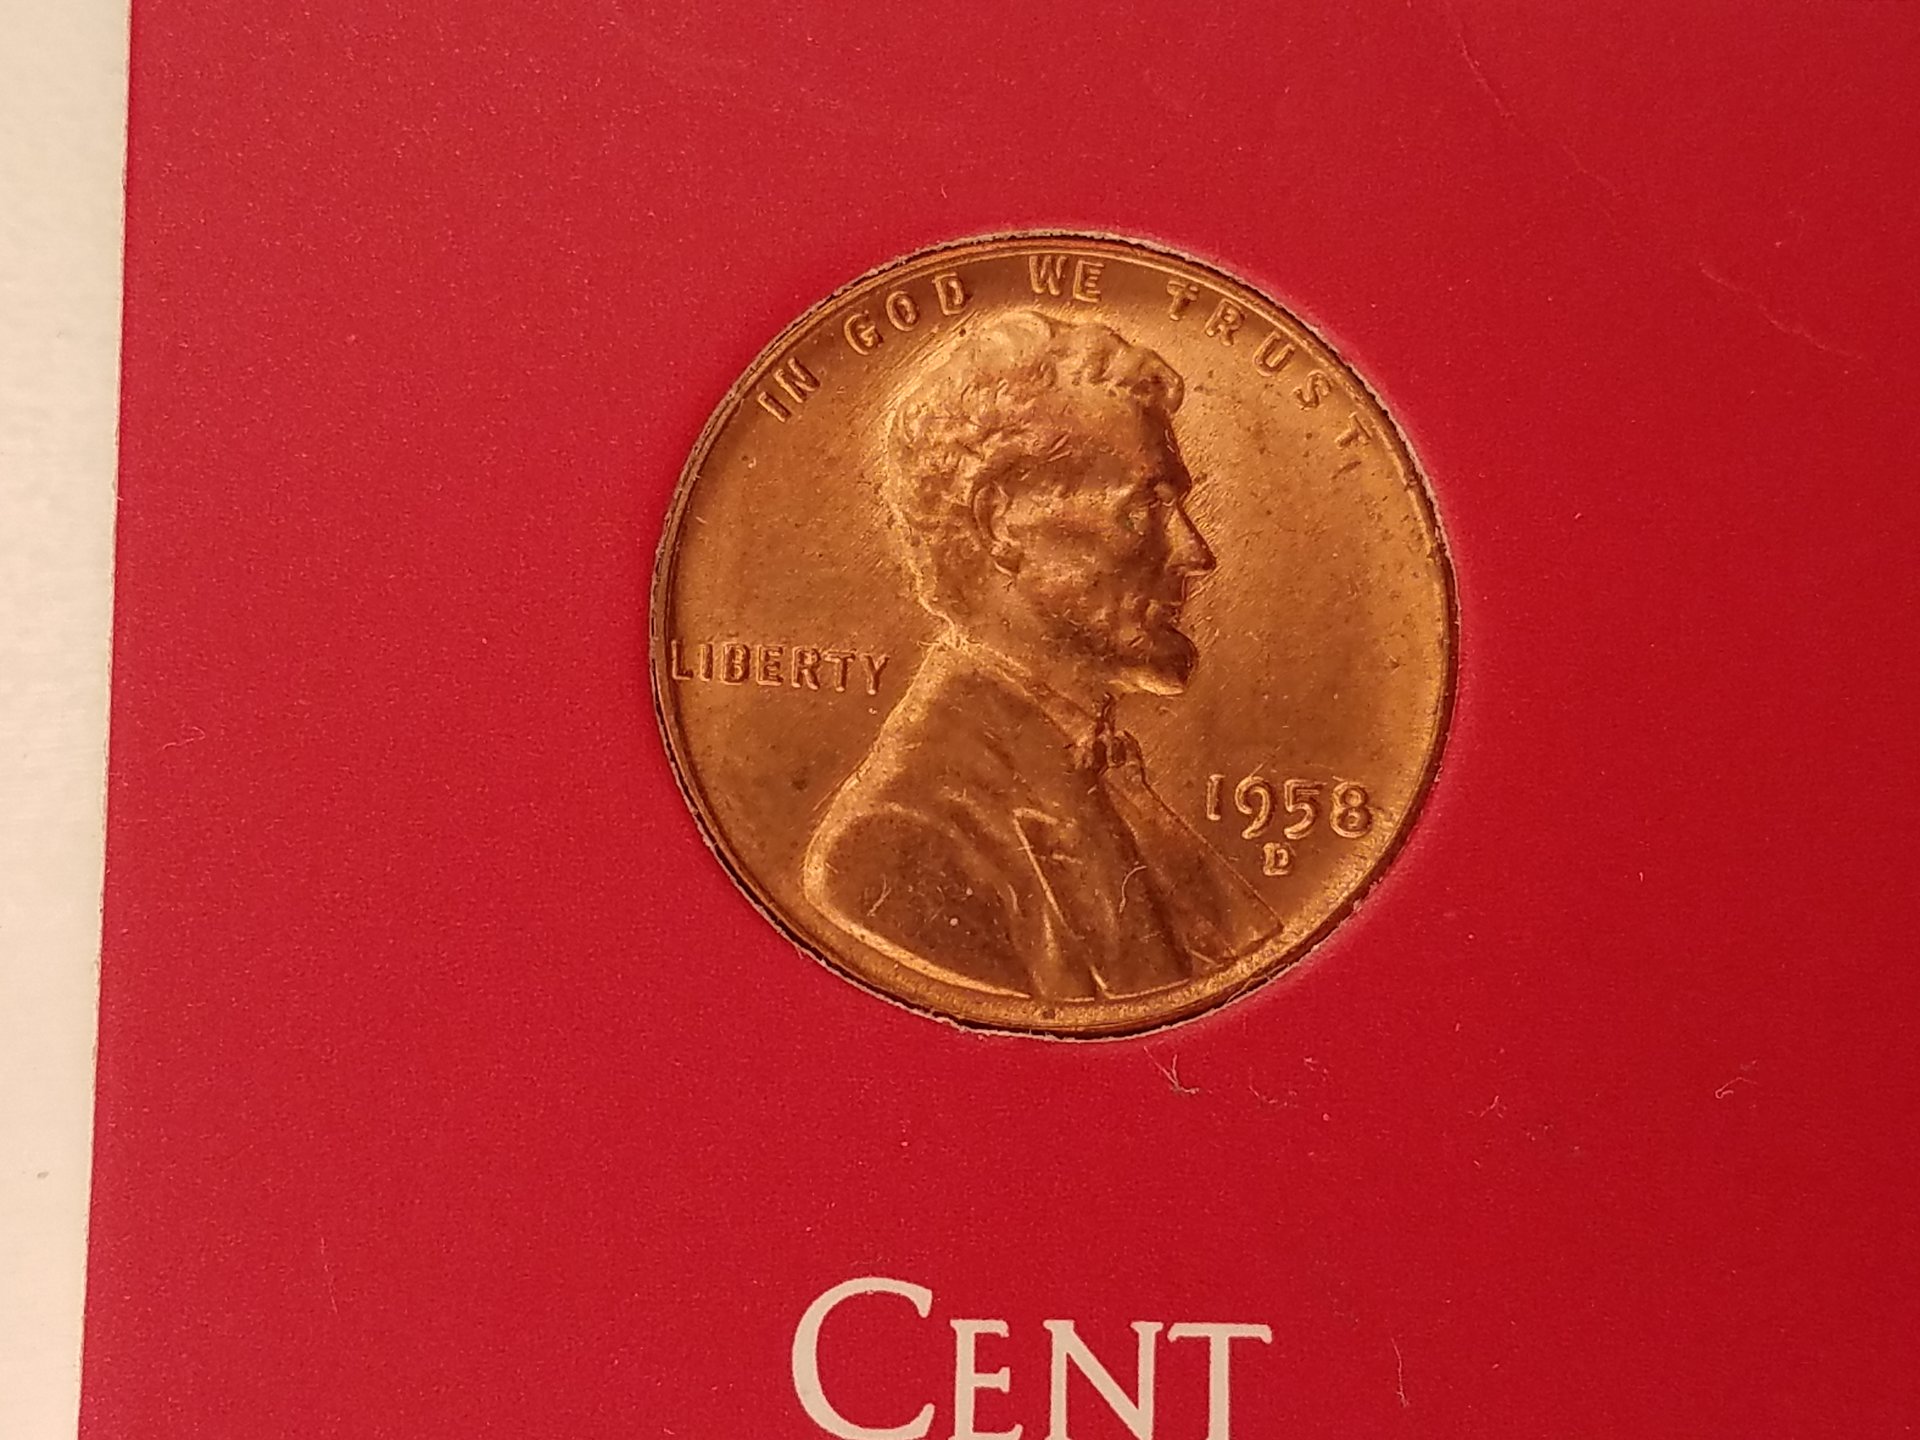 IN GOD WE TRUST
LIBERTY
1958
D
CENT